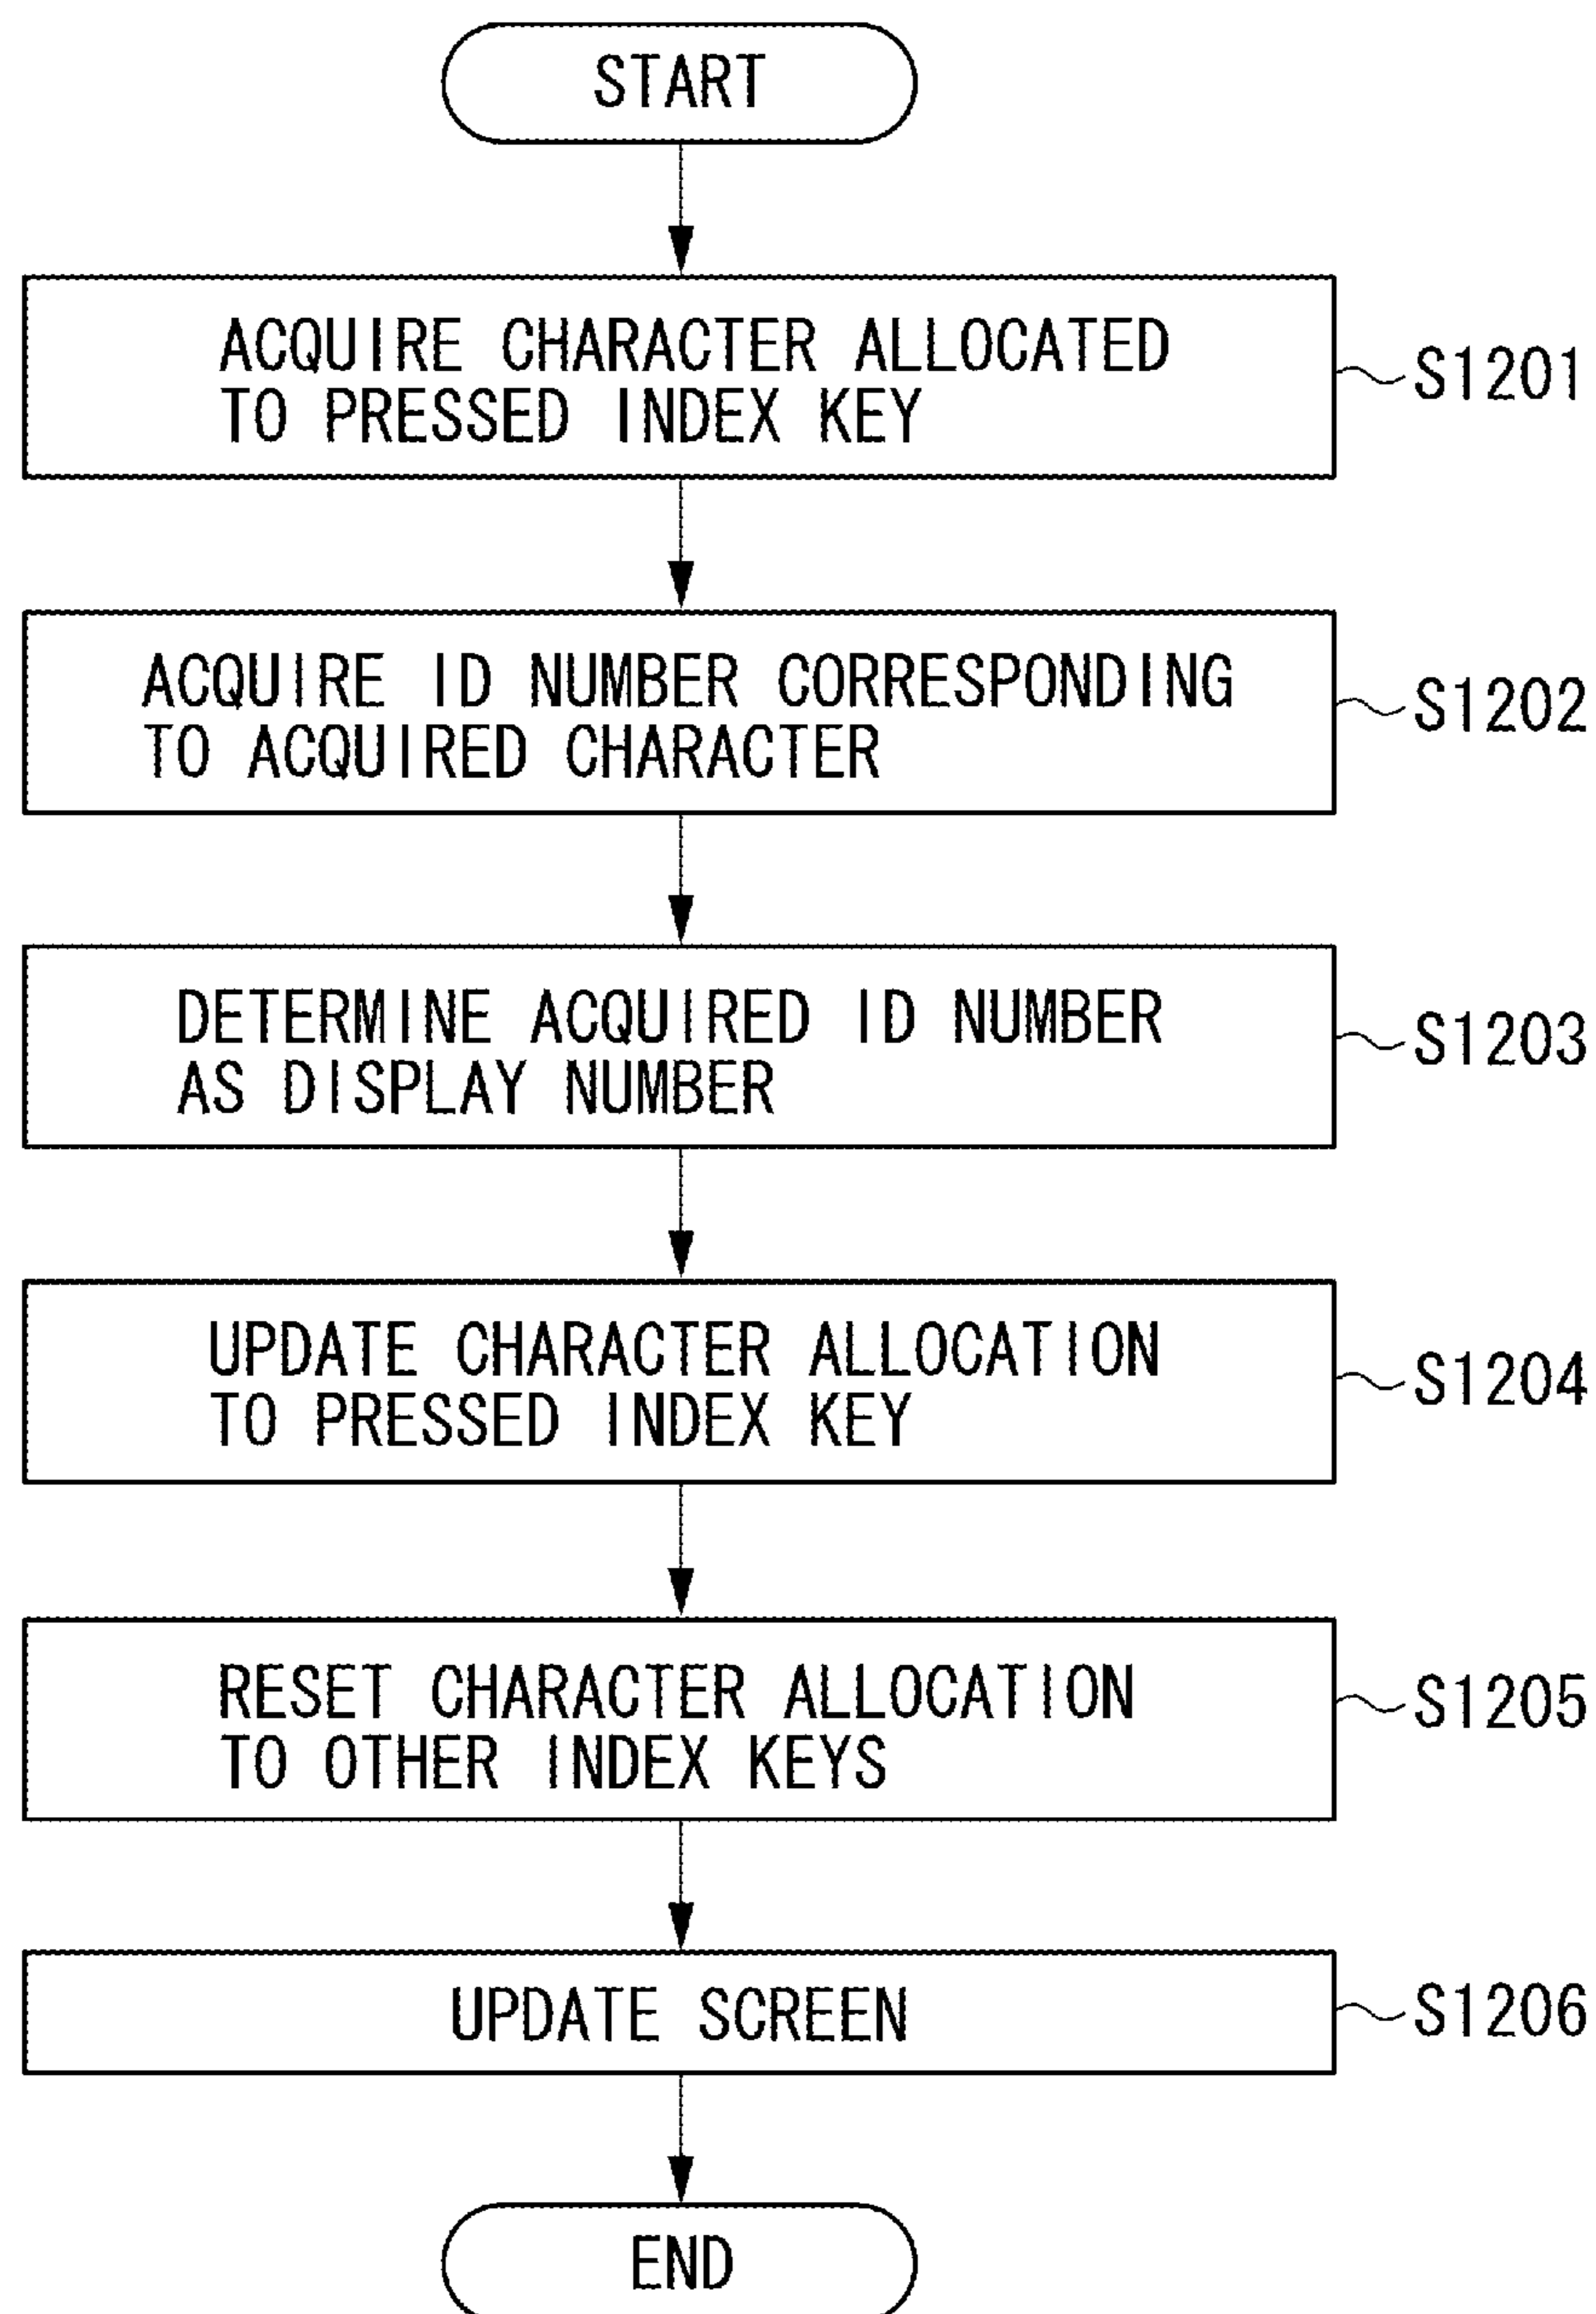 START
ACQUIRE CHARACTER ALLOCATED
TO PRESSED INDEX KEY
S1201
ACQUIRE ID NUMBER CORRESPONDING
TO ACQUIRED CHARACTER
S1202
DETERMINE ACQUIRED ID NUMBER
AS DISPLAY NUMBER
S1203
UPDATE CHARACTER ALLOCATION
TO PRESSED INDEX KEY
S1204
RESET CHARACTER ALLOCATION
TO OTHER INDEX KEYS
S1205
UPDATE SCREEN
S1206
END